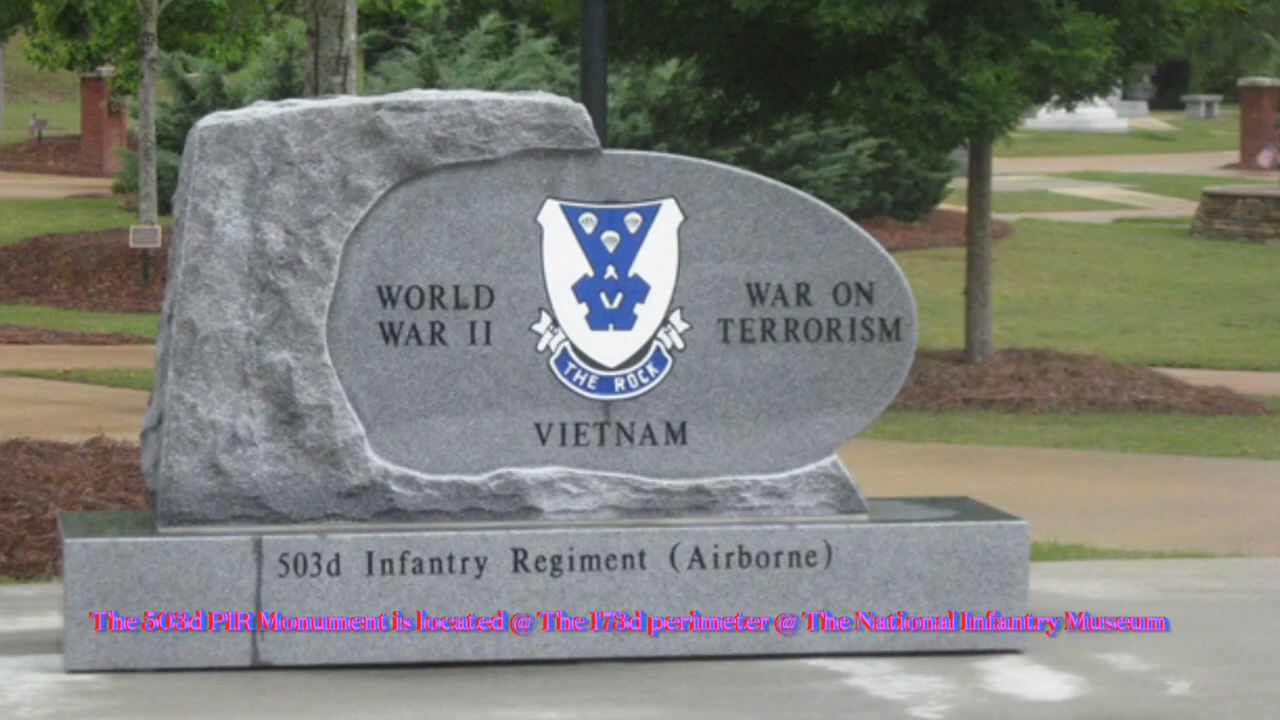 WORLD
WAR II
WAR ON
TERRORISM
THE ROCK
VIETNAM
503d Infantry Regiment (Airborne)
The 503d PIR Monument is located @ The 173d perimeter @ The National Infantry Museum